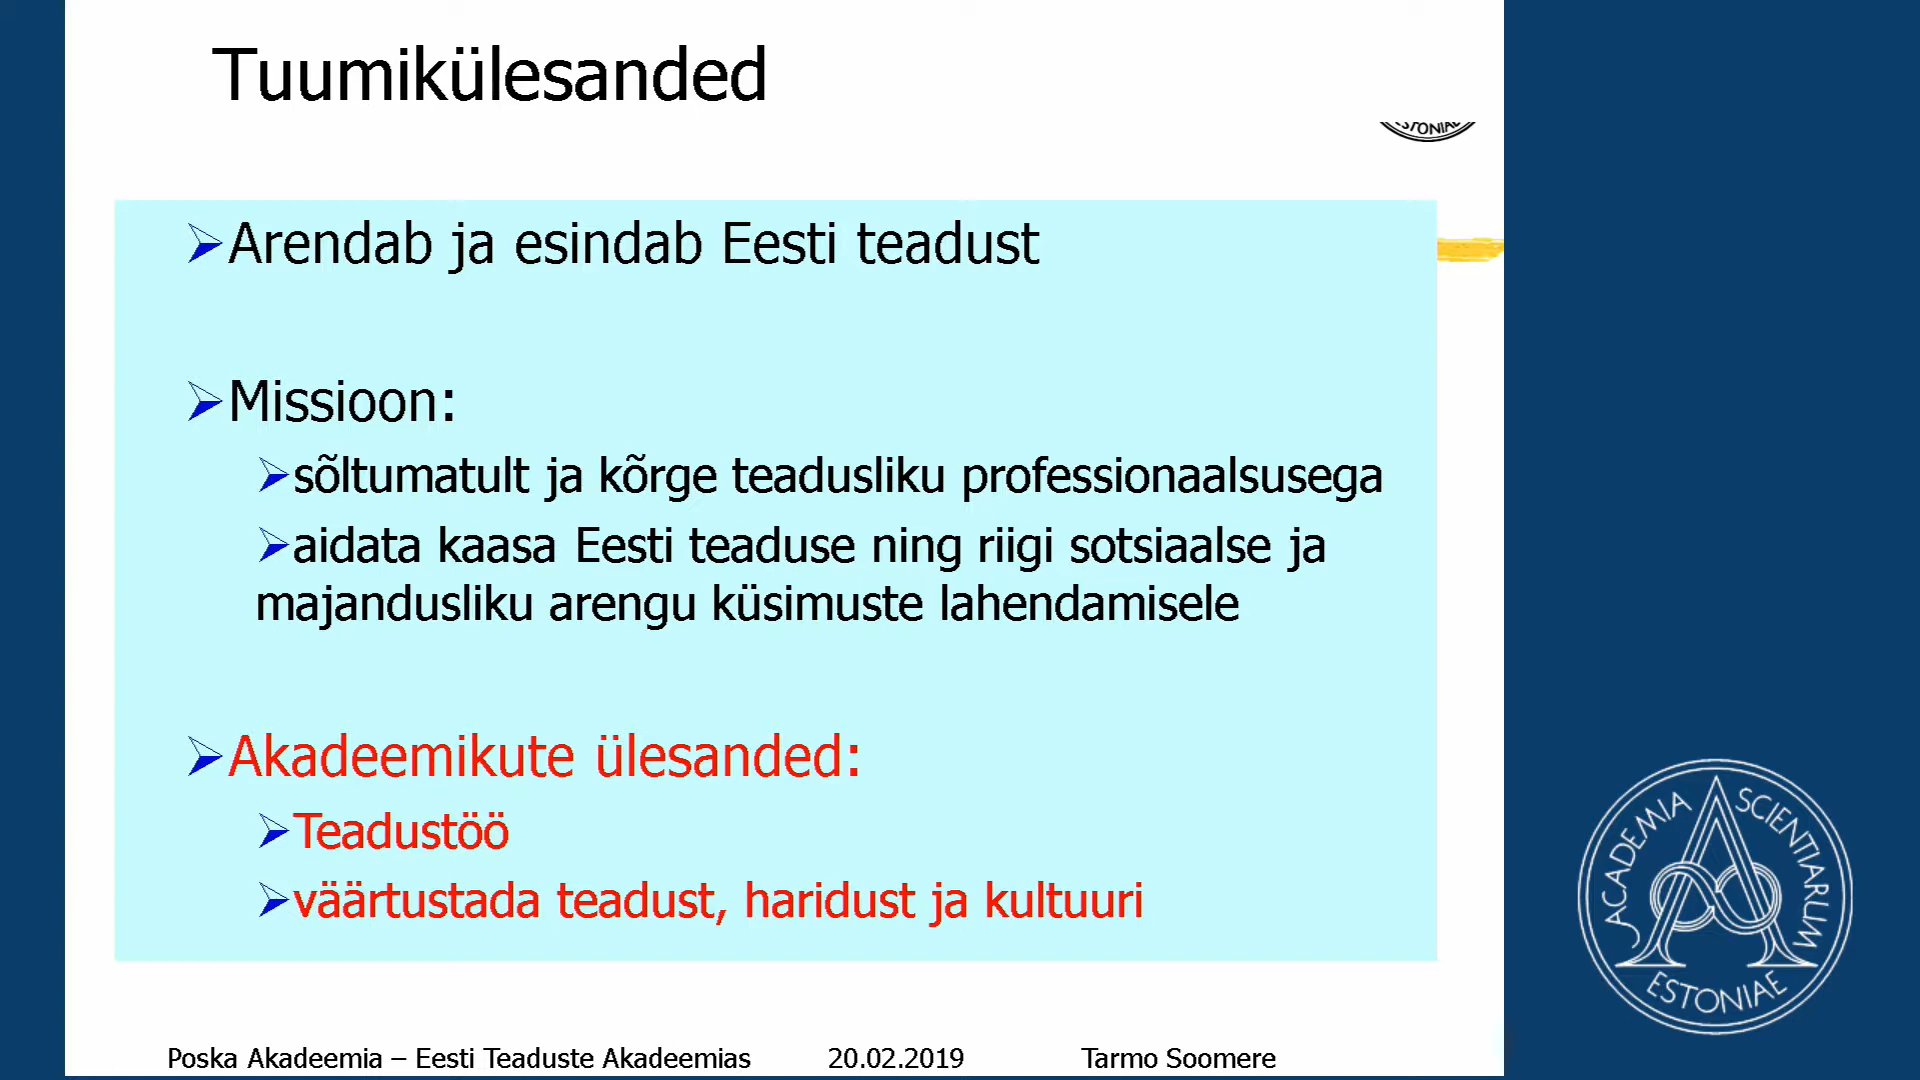 Tuumikülesanded
ESTONIAE
➢Arendab ja esindab Eesti teadust
➢Missioon:
➢sõltumatult ja kõrge teadusliku professionaalsusega
➢aidata kaasa Eesti teaduse ning riigi sotsiaalse ja
majandusliku arengu küsimuste lahendamisele
➢Akadeemikute ülesanded:
➢Teadustöö
➢väärtustada teadust, haridust ja kultuuri
ACADEMIA SCIENTIARUM
ESTONIAE
Poska Akadeemia – Eesti Teaduste Akadeemias 20.02.2019 Tarmo Soomere